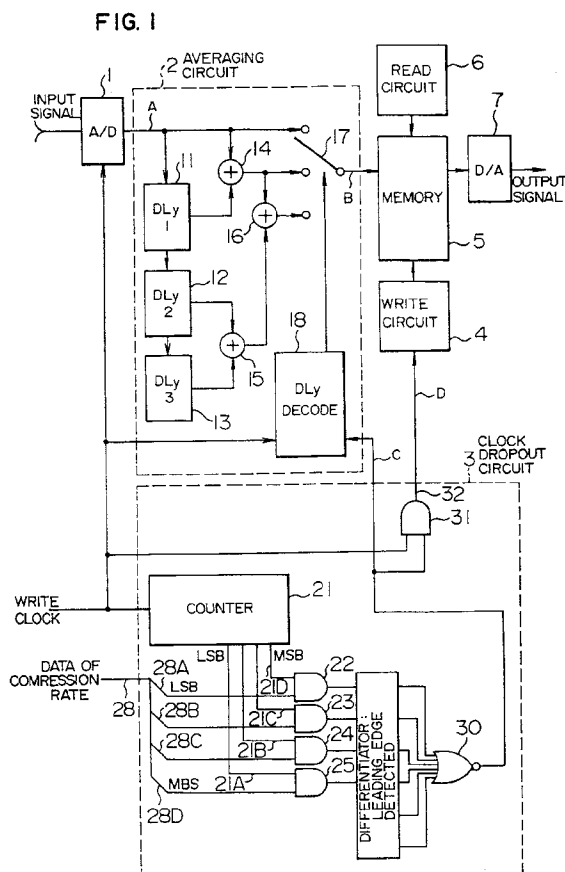 FIG. 1
1
INPUT
SIGNAL
A/D
2 AVERAGING
CIRCUIT
A
11
DLy
1
14
17
B
16
12
DLy
2
15
DLy
3
13
18
DLy
DECODE
READ
CIRCUIT
6
7
D/A
OUTPUT
SIGNAL
MEMORY
5
WRITE
CIRCUIT
4
D
C
CLOCK
3 DROPOUT
CIRCUIT
32
31
WRITE
CLOCK
COUNTER
21
LSB
MSB
DATA OF
COMRESSION
RATE
28
28A
LSB
28B
28C
28D
MBS
21D
21C
21B
21A
22
23
24
25
DIFFERENTIATOR:
LEADING EDGE
DETECTED
30